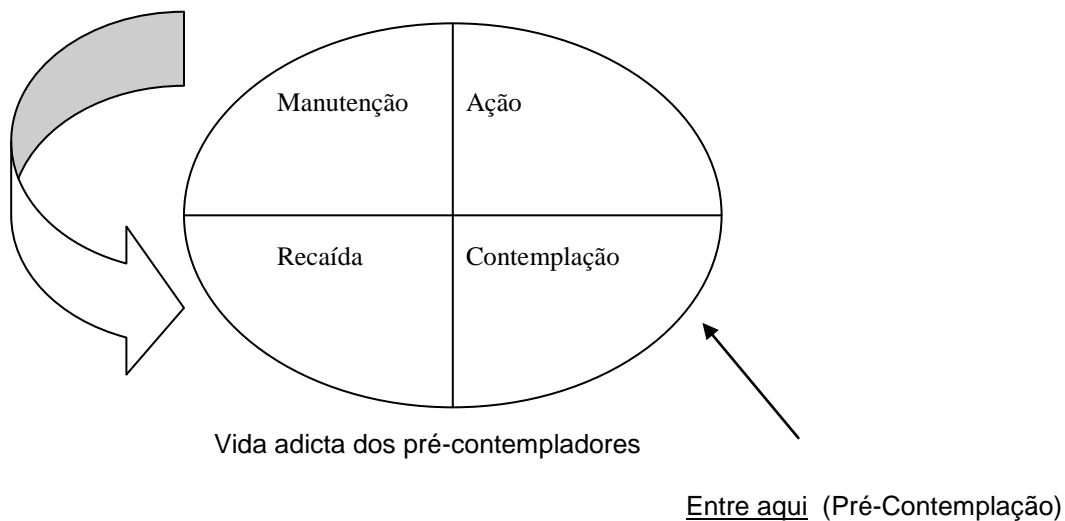 Manutenção
Ação
Recaída
Contemplação
Vida adicta dos pré-contempladores
Entre aqui (Pré-Contemplação)